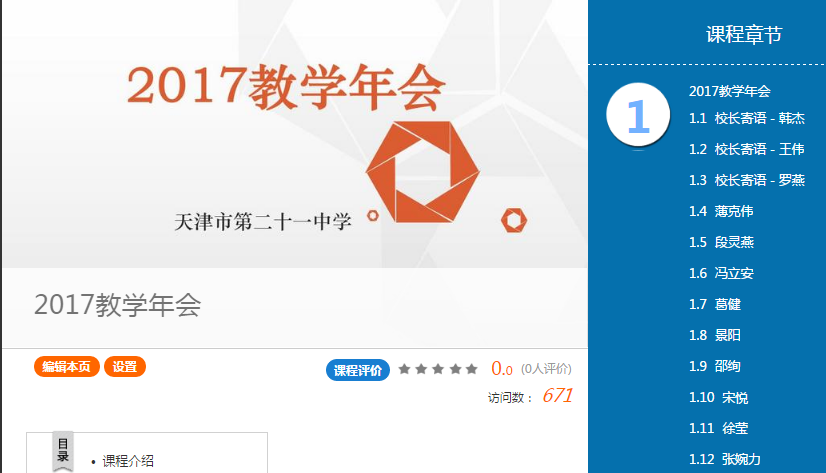 2017教学年会
天津市第二十一中学
2017教学年会
编辑本页 设置
课程评价 0.0 (0人评价)
访问数： 671
目录
• 课程介绍
课程章节
1
2017教学年会
1.1 校长寄语 - 韩杰
1.2 校长寄语 - 王伟
1.3 校长寄语 - 罗燕
1.4 薄克伟
1.5 段灵燕
1.6 冯立安
1.7 葛健
1.8 景阳
1.9 邵绚
1.10 宋悦
1.11 徐莹
1.12 张婉力